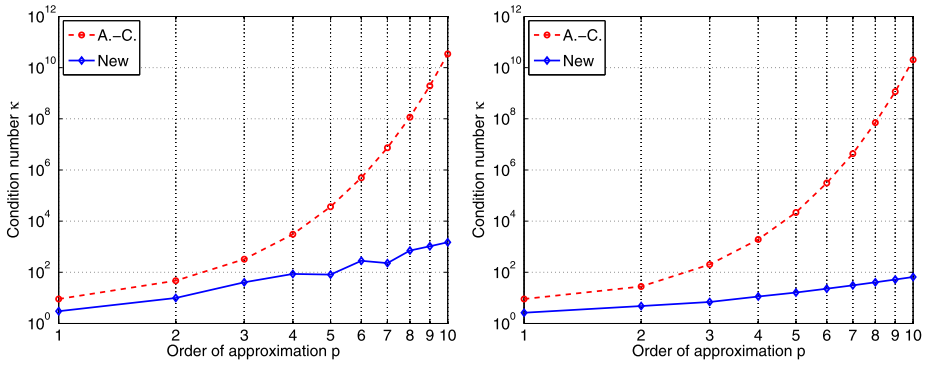 10^12
10^10
10^8
10^6
10^4
10^2
10^0
Condition number κ
A.-C.
New
1 2 3 4 5 6 7 8 9 10
Order of approximation p
10^12
10^10
10^8
10^6
10^4
10^2
10^0
Condition number κ
A.-C.
New
1 2 3 4 5 6 7 8 9 10
Order of approximation p